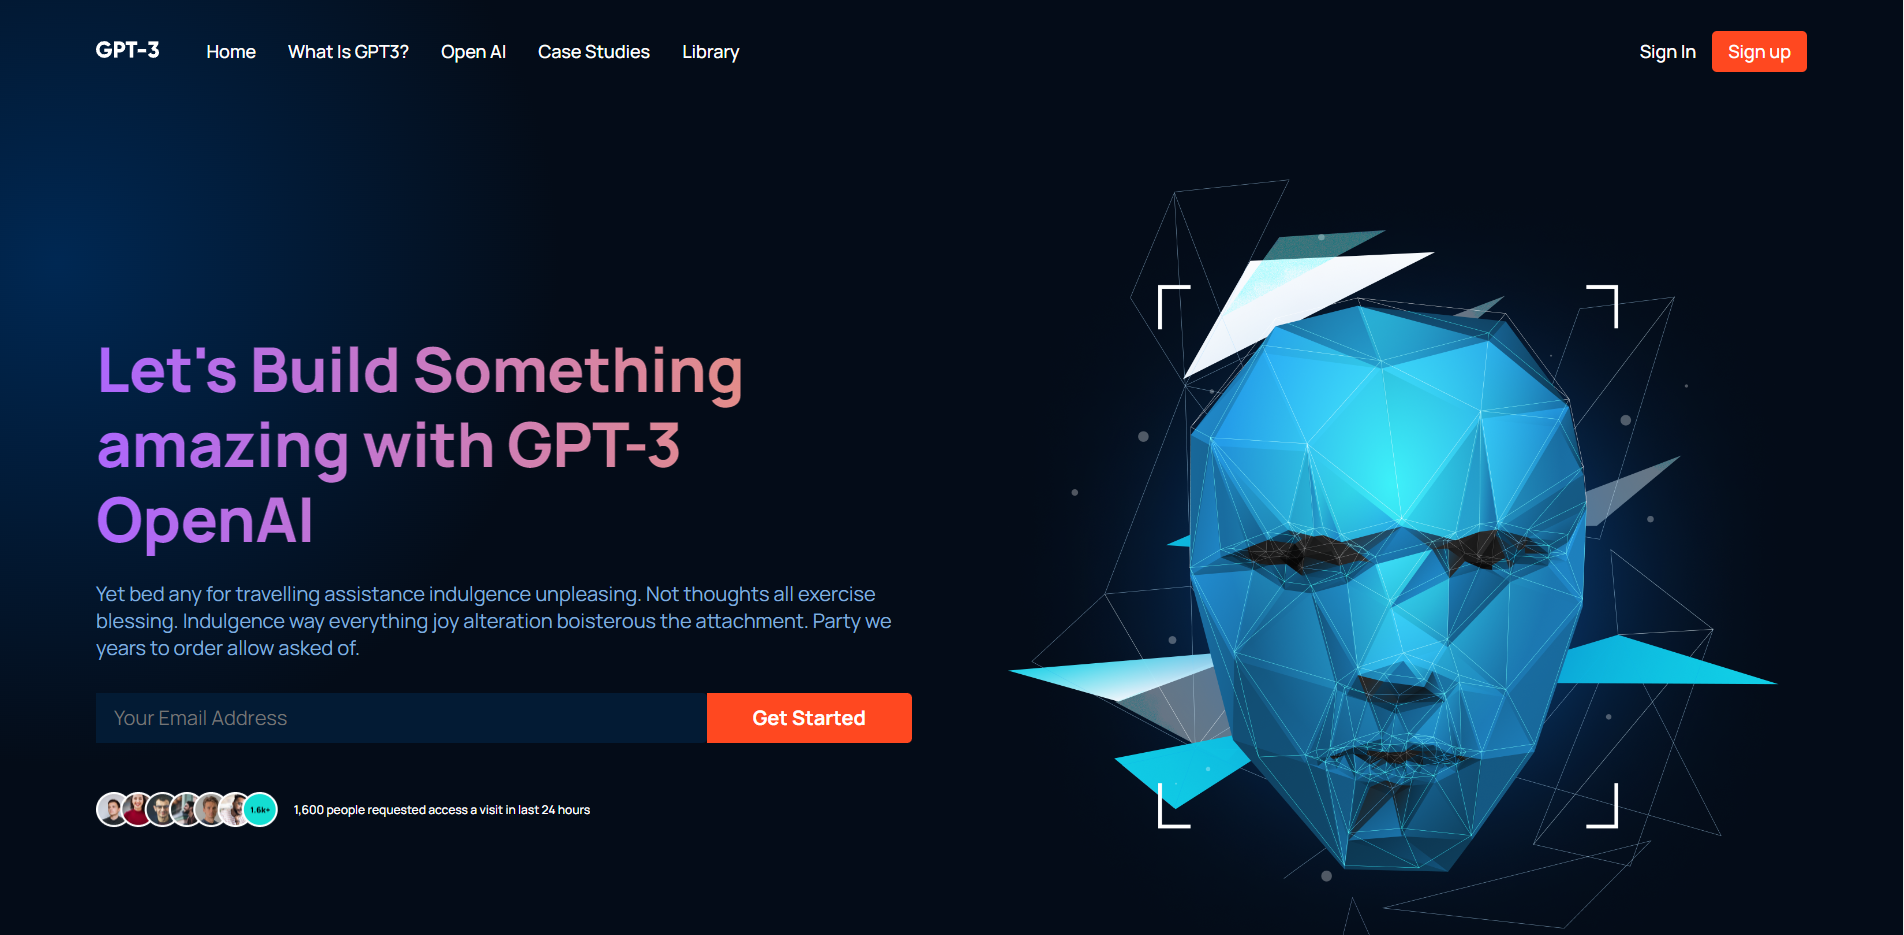 GPT-3 Home What Is GPT3? Open AI Case Studies Library Sign In Sign up
Let's Build Something
amazing with GPT-3
OpenAI
Yet bed any for travelling assistance indulgence unpleasing. Not thoughts all exercise
blessing. Indulgence way everything joy alteration boisterous the attachment. Party we
years to order allow asked of.
Your Email Address Get Started
1.6k+ 1,600 people requested access a visit in last 24 hours